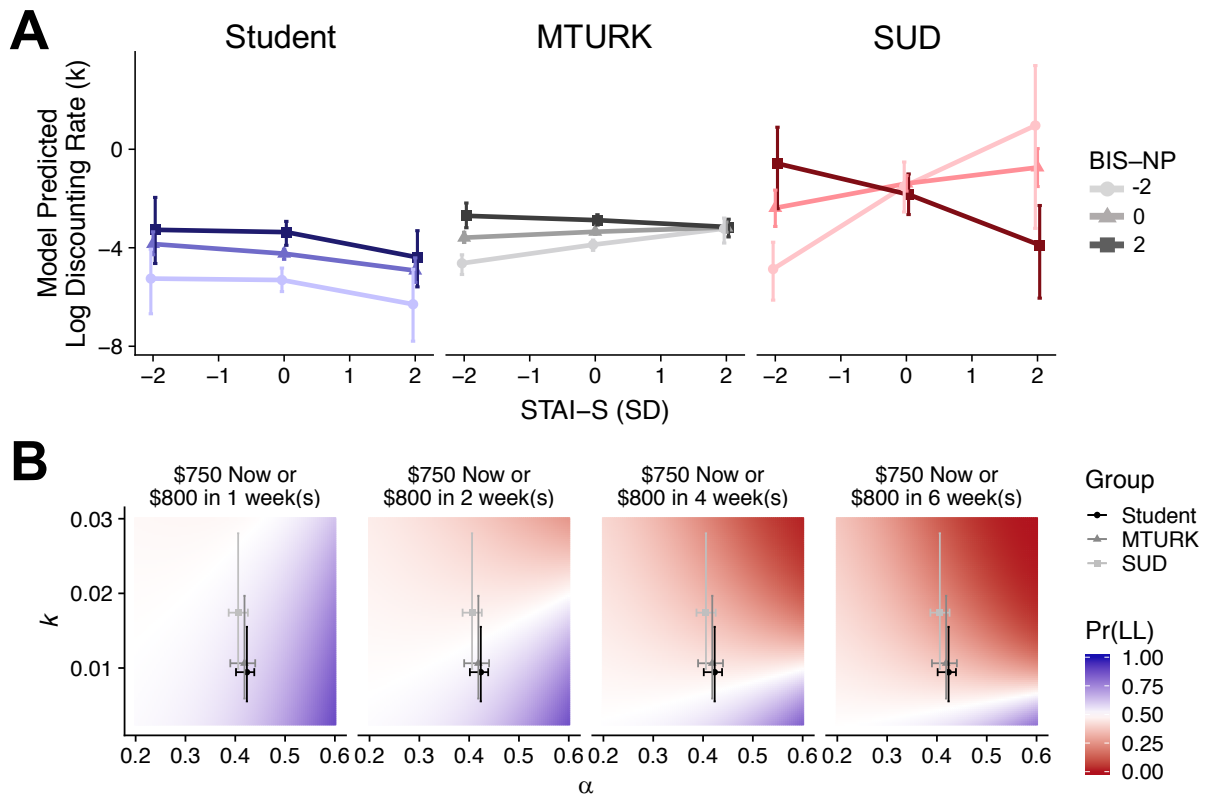 A
Student
MTURK
SUD
Model Predicted
Log Discounting Rate (k)
0
−4
−8
−2 −1 0 1 2
−2 −1 0 1 2
−2 −1 0 1 2
STAI−S (SD)
BIS−NP
-2
0
2
B
$750 Now or
$800 in 1 week(s)
$750 Now or
$800 in 2 week(s)
$750 Now or
$800 in 4 week(s)
$750 Now or
$800 in 6 week(s)
k
0.03
0.02
0.01
0.2 0.3 0.4 0.5 0.6
0.2 0.3 0.4 0.5 0.6
0.2 0.3 0.4 0.5 0.6
0.2 0.3 0.4 0.5 0.6
α
Group
Student
MTURK
SUD
Pr(LL)
1.00
0.75
0.50
0.25
0.00